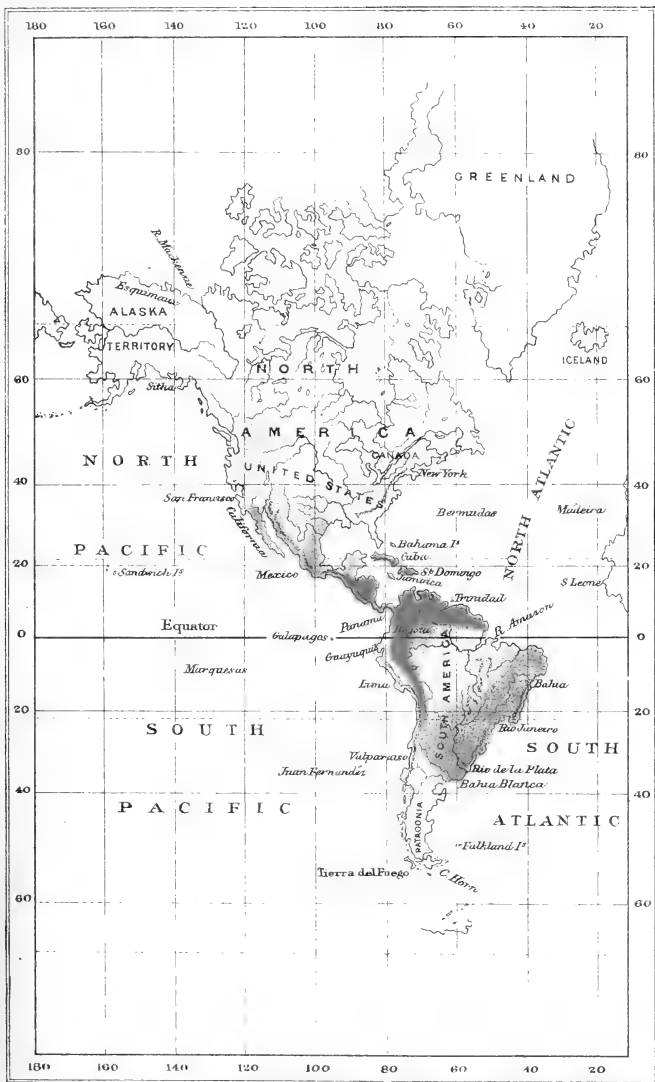 180 160 140 120 100 80 60 40 20
80 80
GREENLAND
R. Mackenzie
Esquimaux
ALASKA
TERRITORY
ICELAND
NORTH
60 60
Sitka
AMERICA
CANADA
NORTH
UNITED STATES
New York
40 40
San Francisco
California
Bermudas
Madeira
NORTH ATLANTIC
Bahama Is
PACIFIC
Cuba
20 20
Sandwich Is
Mexico
St Domingo
Jamaica
S Leone
Trinidad
Panama
Equator
Bogota
R. Amazon
0 0
Galapagos
Guayaquil
Marquesas
Lima
SOUTH AMERICA
Bahia
20 20
SOUTH
Rio Janeiro
SOUTH
Valparaiso
Juan Fernandez
Rio de la Plata
Bahia Blanca
40 40
PACIFIC
PATAGONIA
ATLANTIC
Falkland Is
Tierra del Fuego
C. Horn
60 60
180 160 140 120 100 80 60 40 20